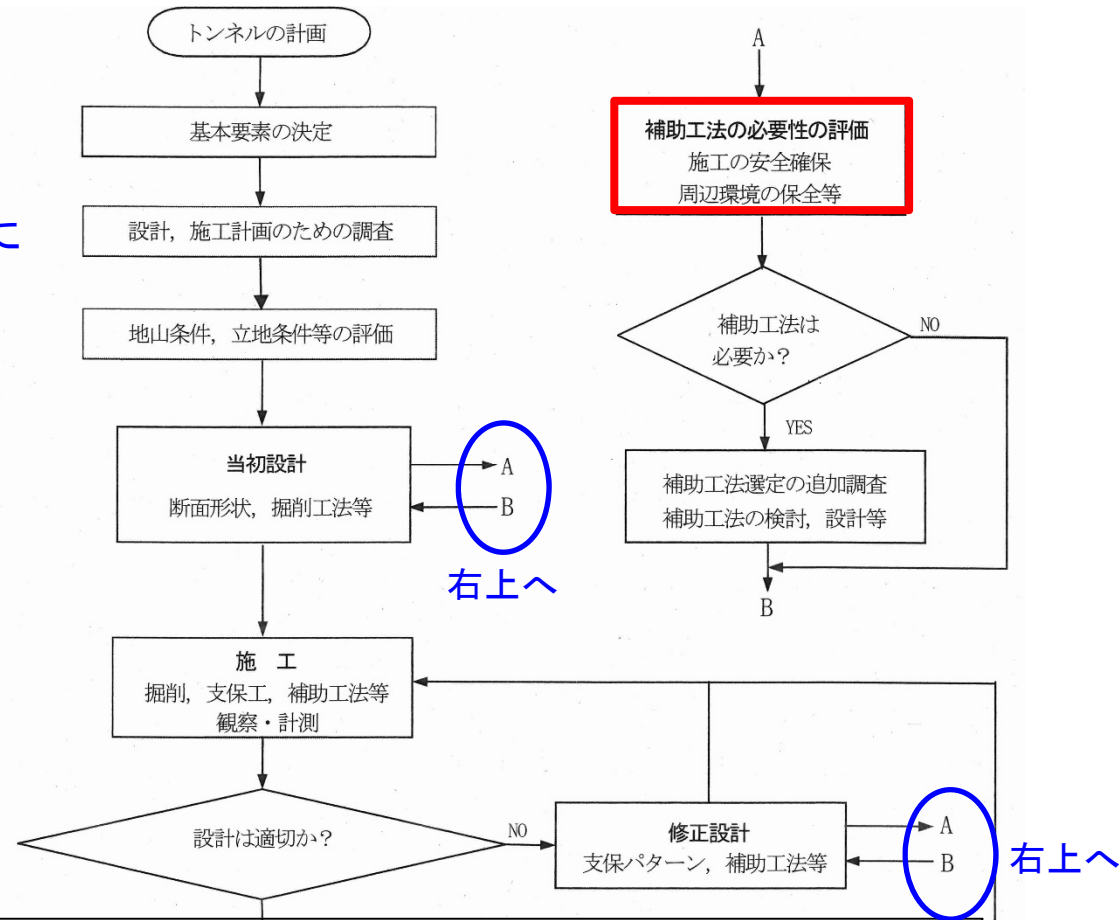 トンネルの計画
基本要素の決定
に
設計，施工計画のための調査
地山条件，立地条件等の評価
当初設計
断面形状，掘削工法等
A
B
右上へ
施　工
掘削，支保工，補助工法等
観察・計測
設計は適切か？
NO
修正設計
支保パターン，補助工法等
A
B
右上へ
A
補助工法の必要性の評価
施工の安全確保
周辺環境の保全等
補助工法は
必要か？
NO
YES
補助工法選定の追加調査
補助工法の検討，設計等
B